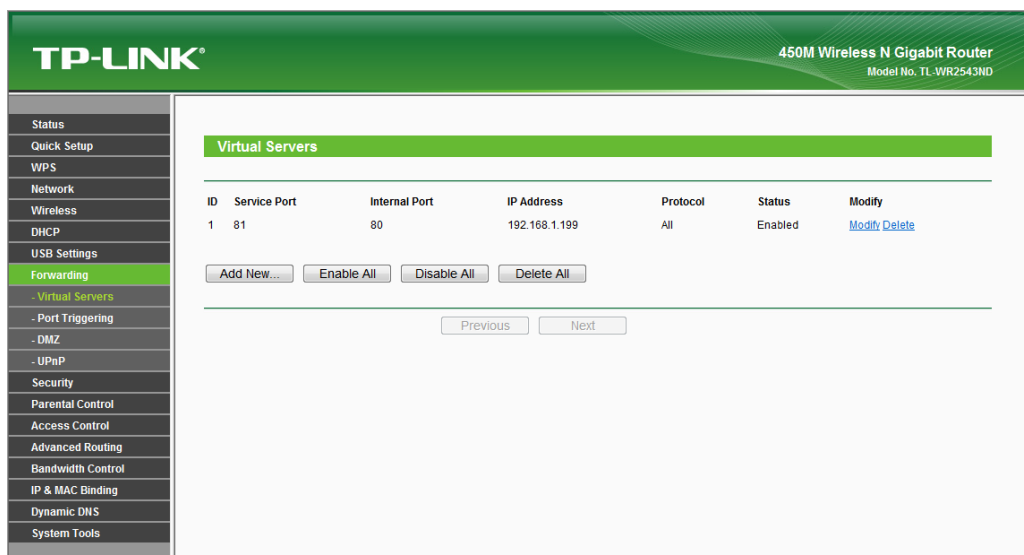 TP-LINK®
450M Wireless N Gigabit Router
Model No. TL-WR2543ND
Status
Quick Setup
WPS
Network
Wireless
DHCP
USB Settings
Forwarding
- Virtual Servers
- Port Triggering
- DMZ
- UPnP
Security
Parental Control
Access Control
Advanced Routing
Bandwidth Control
IP & MAC Binding
Dynamic DNS
System Tools
Virtual Servers
ID Service Port Internal Port IP Address Protocol Status Modify
1 81 80 192.168.1.199 All Enabled Modify Delete
Add New... Enable All Disable All Delete All
Previous Next